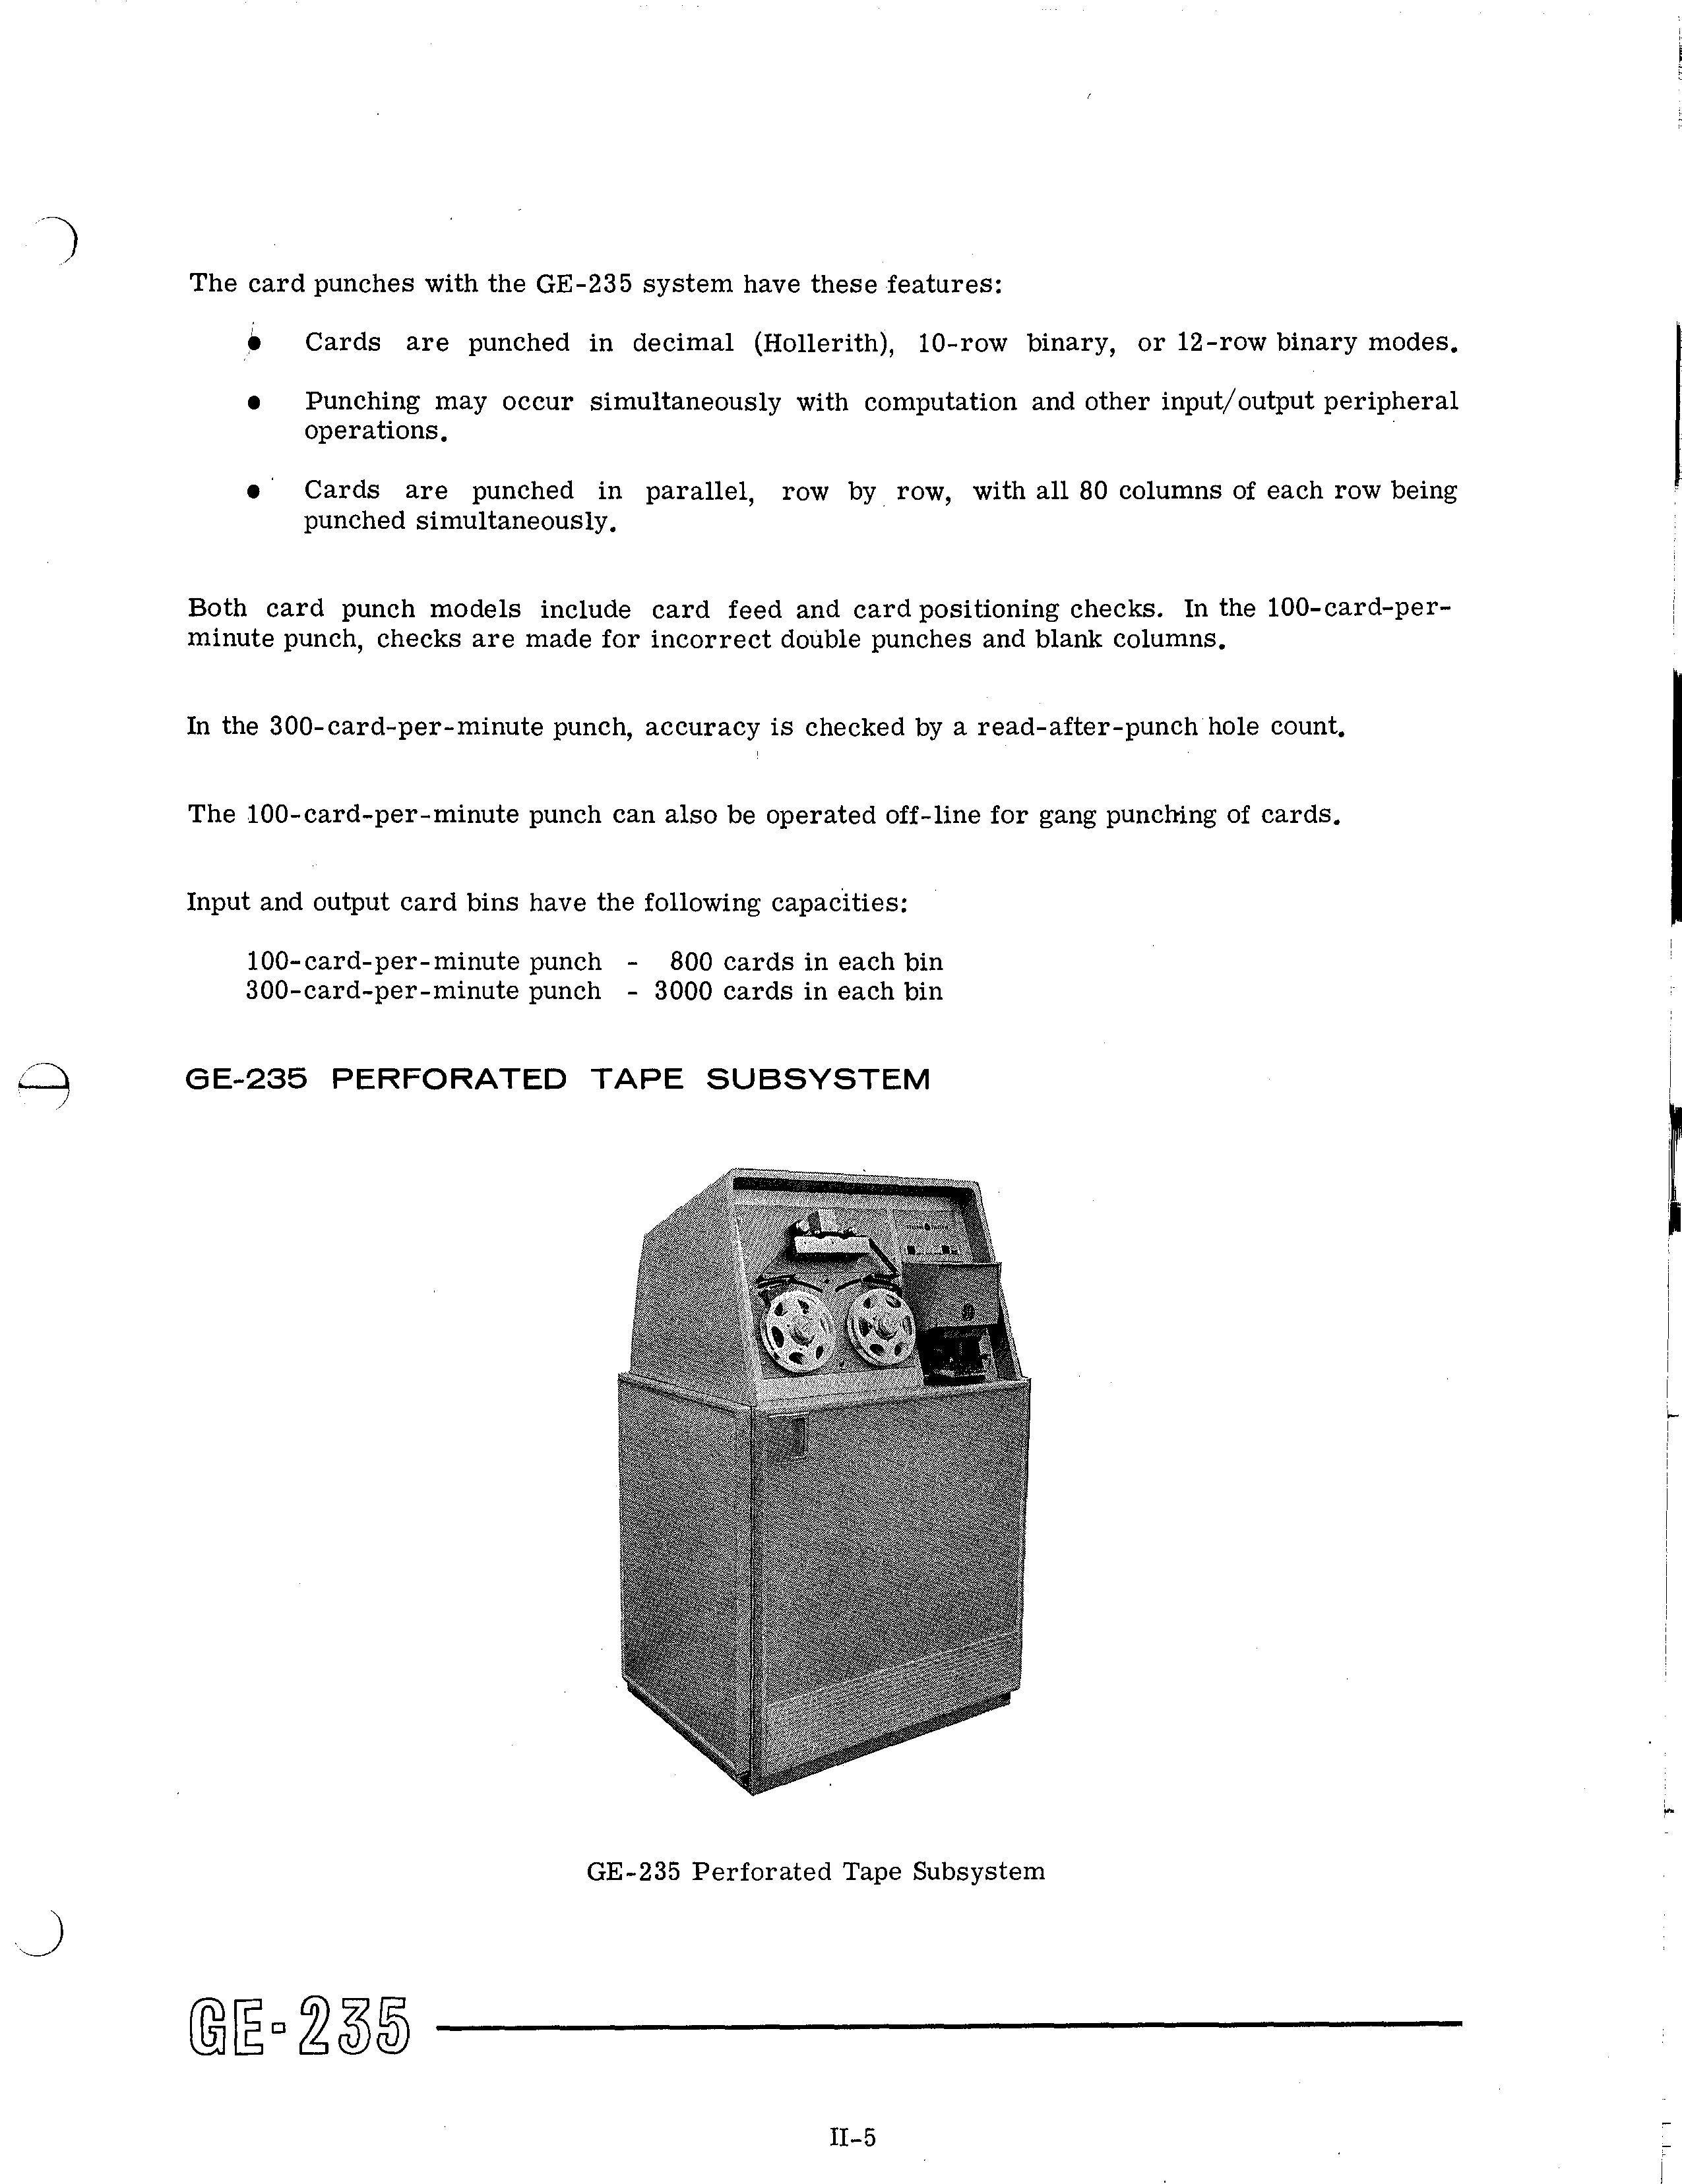 The card punches with the GE-235 system have these features:
● Cards are punched in decimal (Hollerith), 10-row binary, or 12-row binary modes.
● Punching may occur simultaneously with computation and other input/output peripheral
operations.
● Cards are punched in parallel, row by row, with all 80 columns of each row being
punched simultaneously.
Both card punch models include card feed and card positioning checks. In the 100-card-per-
minute punch, checks are made for incorrect double punches and blank columns.
In the 300-card-per-minute punch, accuracy is checked by a read-after-punch hole count.
The 100-card-per-minute punch can also be operated off-line for gang punching of cards.
Input and output card bins have the following capacities:
100-card-per-minute punch - 800 cards in each bin
300-card-per-minute punch - 3000 cards in each bin
GE-235 PERFORATED TAPE SUBSYSTEM
GE-235 Perforated Tape Subsystem
GE-235
II-5